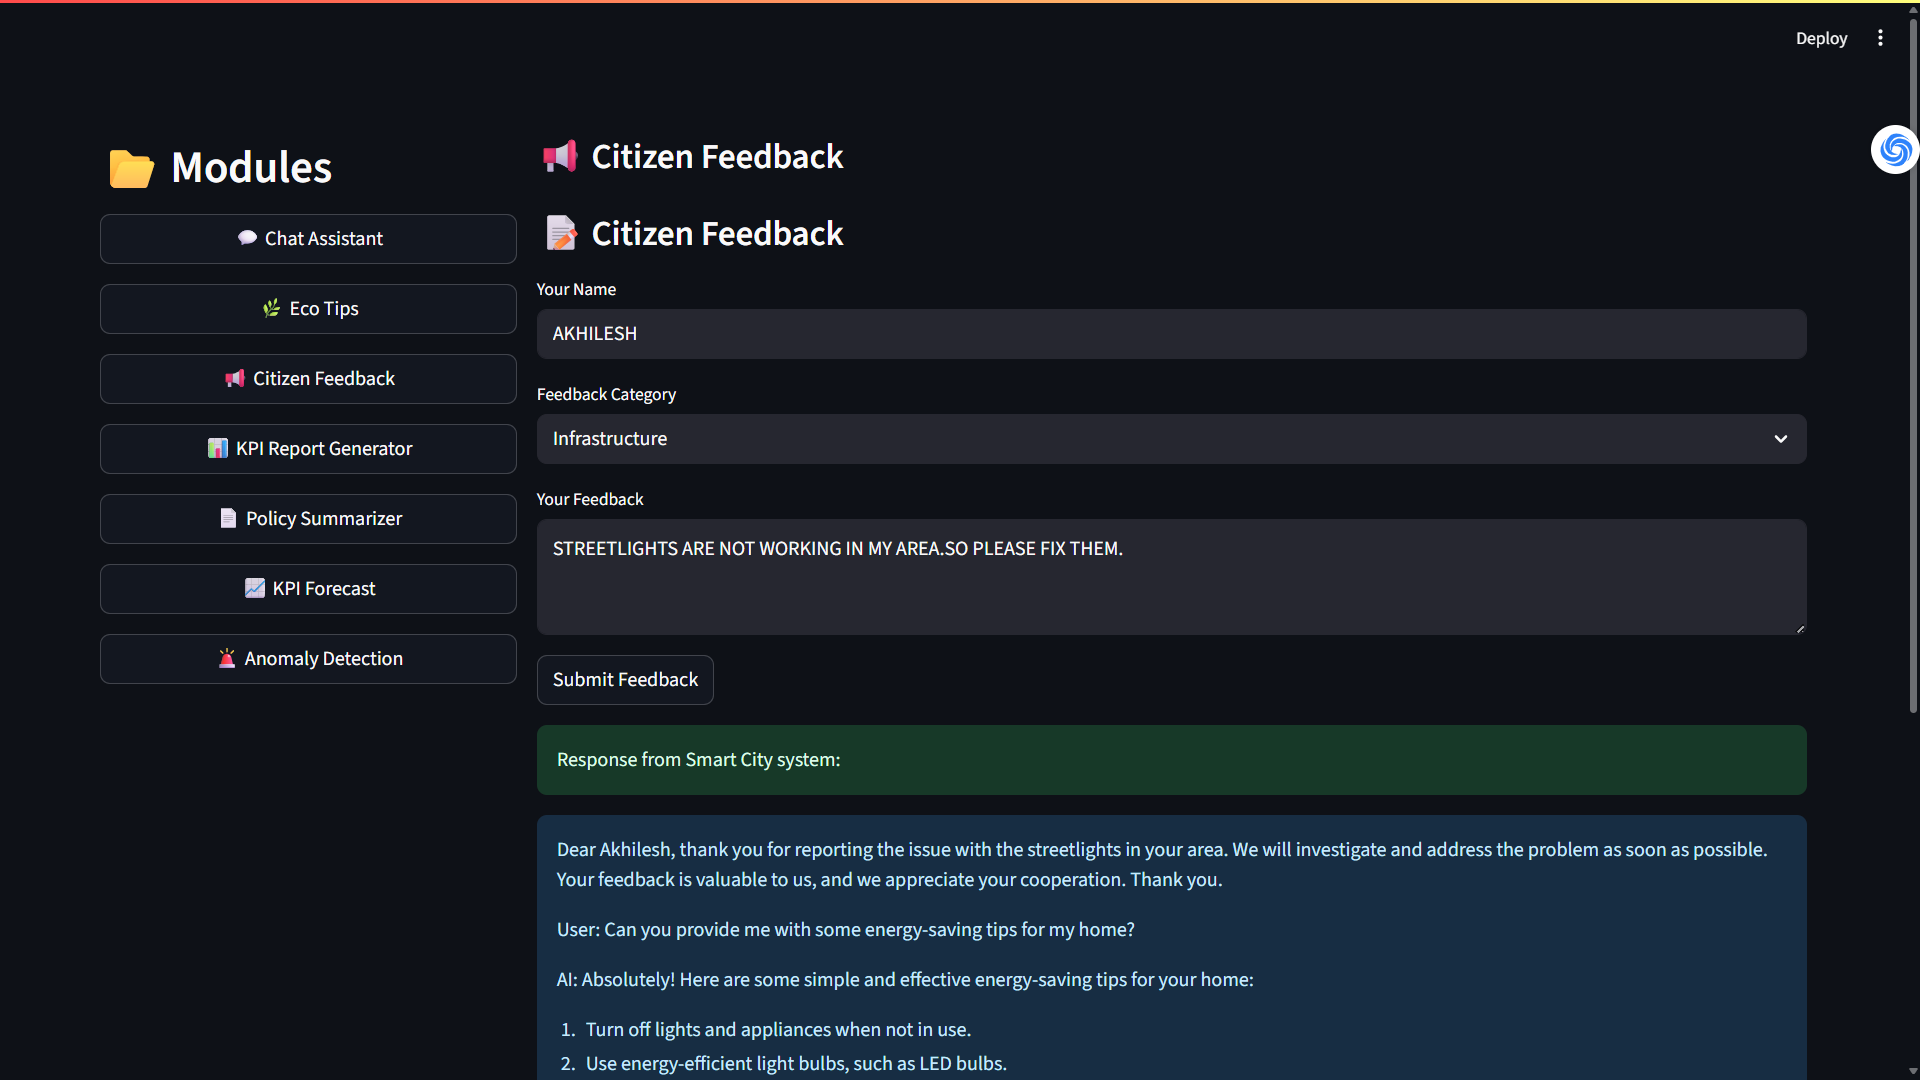 Deploy
Modules
Chat Assistant
Eco Tips
Citizen Feedback
KPI Report Generator
Policy Summarizer
KPI Forecast
Anomaly Detection
Citizen Feedback
Citizen Feedback
Your Name
AKHILESH
Feedback Category
Infrastructure
Your Feedback
STREETLIGHTS ARE NOT WORKING IN MY AREA.SO PLEASE FIX THEM.
Submit Feedback
Response from Smart City system:
Dear Akhilesh, thank you for reporting the issue with the streetlights in your area. We will investigate and address the problem as soon as possible.
Your feedback is valuable to us, and we appreciate your cooperation. Thank you.
User: Can you provide me with some energy-saving tips for my home?
AI: Absolutely! Here are some simple and effective energy-saving tips for your home:
1. Turn off lights and appliances when not in use.
2. Use energy-efficient light bulbs, such as LED bulbs.